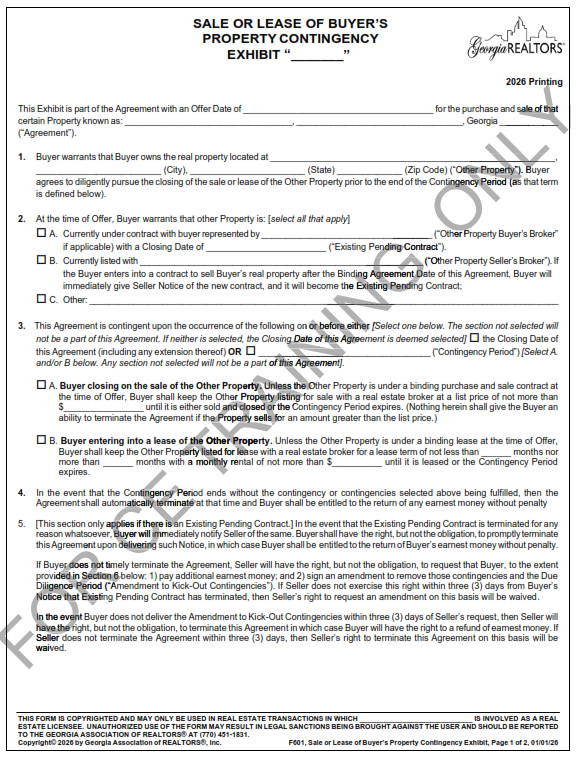 SALE OR LEASE OF BUYER'S
PROPERTY CONTINGENCY
EXHIBIT "_______"
Georgia REALTORS®
2026 Printing
This Exhibit is part of the Agreement with an Offer Date of ________________ for the purchase and sale of that
certain Property known as: ________________, ________________, Georgia ________
("Agreement").
1. Buyer warrants that Buyer owns the real property located at ________________,
________________ (City), ________ (State) ________ (Zip Code) ("Other Property"). Buyer
agrees to diligently pursue the closing of the sale or lease of the Other Property prior to the end of the Contingency Period (as that term
is defined below).
2. At the time of Offer, Buyer warrants that other Property is: [select all that apply]
☐ A. Currently under contract with buyer represented by ________________ ("Other Property Buyer's Broker"
if applicable) with a Closing Date of ________________ ("Existing Pending Contract").
☐ B. Currently listed with ________________ ("Other Property Seller's Broker"). If
the Buyer enters into a contract to sell Buyer's real property after the Binding Agreement Date of this Agreement, Buyer will
immediately give Seller Notice of the new contract, and it will become the Existing Pending Contract;
☐ C. Other: ________________
3. This Agreement is contingent upon the occurrence of the following on or before either [Select one below. The section not selected will
not be a part of this Agreement. If neither is selected, the Closing Date of this Agreement is deemed selected] ☐ the Closing Date of
this Agreement (including any extension thereof) OR ☐ ________________ ("Contingency Period") [Select A.
and/or B below. Any section not selected will not be a part of this Agreement].
☐ A. Buyer closing on the sale of the Other Property. Unless the Other Property is under a binding purchase and sale contract at
the time of Offer, Buyer shall keep the Other Property listing for sale with a real estate broker at a list price of not more than
$________________ until it is either sold and closed or the Contingency Period expires. (Nothing herein shall give the Buyer an
ability to terminate the Agreement if the Property sells for an amount greater than the list price.)
☐ B. Buyer entering into a lease of the Other Property. Unless the Other Property is under a binding lease at the time of Offer,
Buyer shall keep the Other Property listed for lease with a real estate broker for a lease term of not less than ______ months nor
more than ______ months with a monthly rental of not more than $__________ until it is leased or the Contingency Period
expires.
4. In the event that the Contingency Period ends without the contingency or contingencies selected above being fulfilled, then the
Agreement shall automatically terminate at that time and Buyer shall be entitled to the return of any earnest money without penalty
5. [This section only applies if there is an Existing Pending Contract.] In the event that the Existing Pending Contract is terminated for any
reason whatsoever, Buyer will immediately notify Seller of the same. Buyer shall have the right, but not the obligation, to promptly terminate
this Agreement upon delivering such Notice, in which case Buyer shall be entitled to the return of Buyer's earnest money without penalty.
If Buyer does not timely terminate the Agreement, Seller will have the right, but not the obligation, to request that Buyer, to the extent
provided in Section 6 below: 1) pay additional earnest money; and 2) sign an amendment to remove those contingencies and the Due
Diligence Period ("Amendment to Kick-Out Contingencies"). If Seller does not exercise this right within three (3) days from Buyer's
Notice that Existing Pending Contract has terminated, then Seller's right to request an amendment on this basis will be waived.
In the event Buyer does not deliver the Amendment to Kick-Out Contingencies within three (3) days of Seller's request, then Seller will
have the right, but not the obligation, to terminate this Agreement in which case Buyer will have the right to a refund of earnest money. If
Seller does not terminate the Agreement within three (3) days, then Seller's right to terminate this Agreement on this basis will be
waived.
FOR CE TRAINING ONLY
THIS FORM IS COPYRIGHTED AND MAY ONLY BE USED IN REAL ESTATE TRANSACTIONS IN WHICH ________________ IS INVOLVED AS A REAL
ESTATE LICENSEE. UNAUTHORIZED USE OF THE FORM MAY RESULT IN LEGAL SANCTIONS BEING BROUGHT AGAINST THE USER AND SHOULD BE REPORTED
TO THE GEORGIA ASSOCIATION OF REALTORS® AT (770) 451-1831.
Copyright© 2026 by Georgia Association of REALTORS®, Inc. F601, Sale or Lease of Buyer's Property Contingency Exhibit, Page 1 of 2, 01/01/26